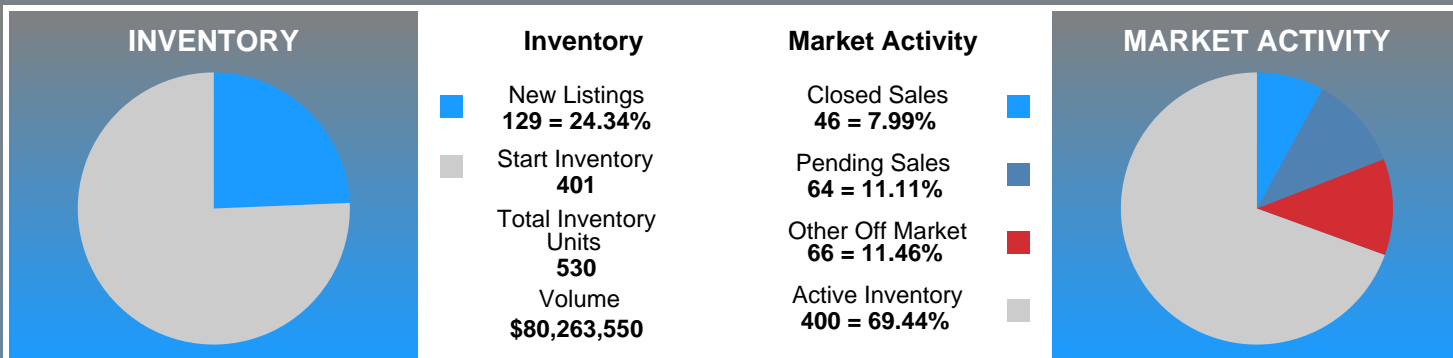 INVENTORY
Inventory
New Listings
129 = 24.34%
Start Inventory
401
Total Inventory
Units
530
Volume
$80,263,550
Market Activity
Closed Sales
46 = 7.99%
Pending Sales
64 = 11.11%
Other Off Market
66 = 11.46%
Active Inventory
400 = 69.44%
MARKET ACTIVITY